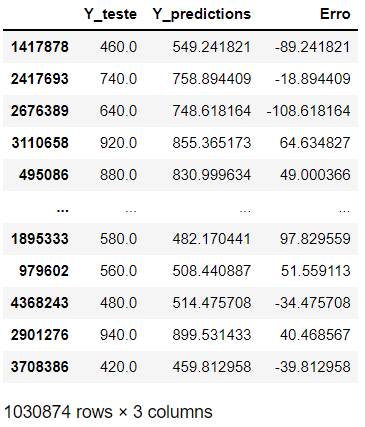 Y_teste Y_predictions Erro
1417878 460.0 549.241821 -89.241821
2417693 740.0 758.894409 -18.894409
2676389 640.0 748.618164 -108.618164
3110658 920.0 855.365173 64.634827
495086 880.0 830.999634 49.000366
... ... ... ...
1895333 580.0 482.170441 97.829559
979602 560.0 508.440887 51.559113
4368243 480.0 514.475708 -34.475708
2901276 940.0 899.531433 40.468567
3708386 420.0 459.812958 -39.812958
1030874 rows × 3 columns